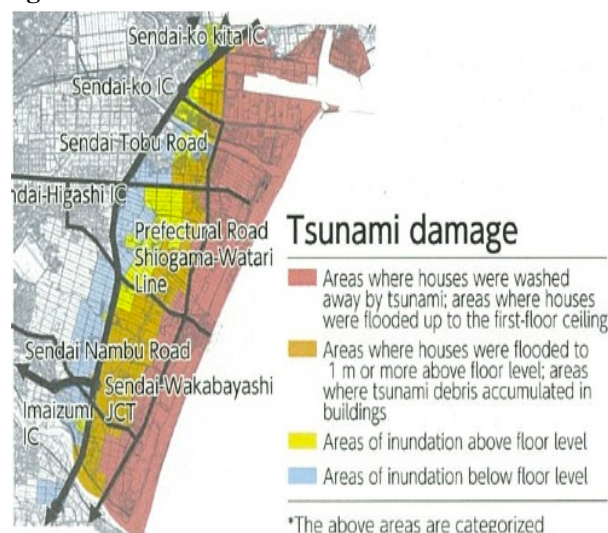 Sendai-ko kita IC
Sendai-ko IC
Sendai-Tobu Road
ndai-Higashi IC
Prefectural Road
Shiogama-Watari
Line
Sendai Nambu Road
Sendai-Wakabayashi
JCT
Imaizumi
IC
Tsunami damage
Areas where houses were washed
away by tsunami; areas where houses
were flooded up to the first-floor ceiling
Areas where houses were flooded to
1 m or more above floor level; areas
where tsunami debris accumulated in
buildings
Areas of inundation above floor level
Areas of inundation below floor level
*The above areas are categorized